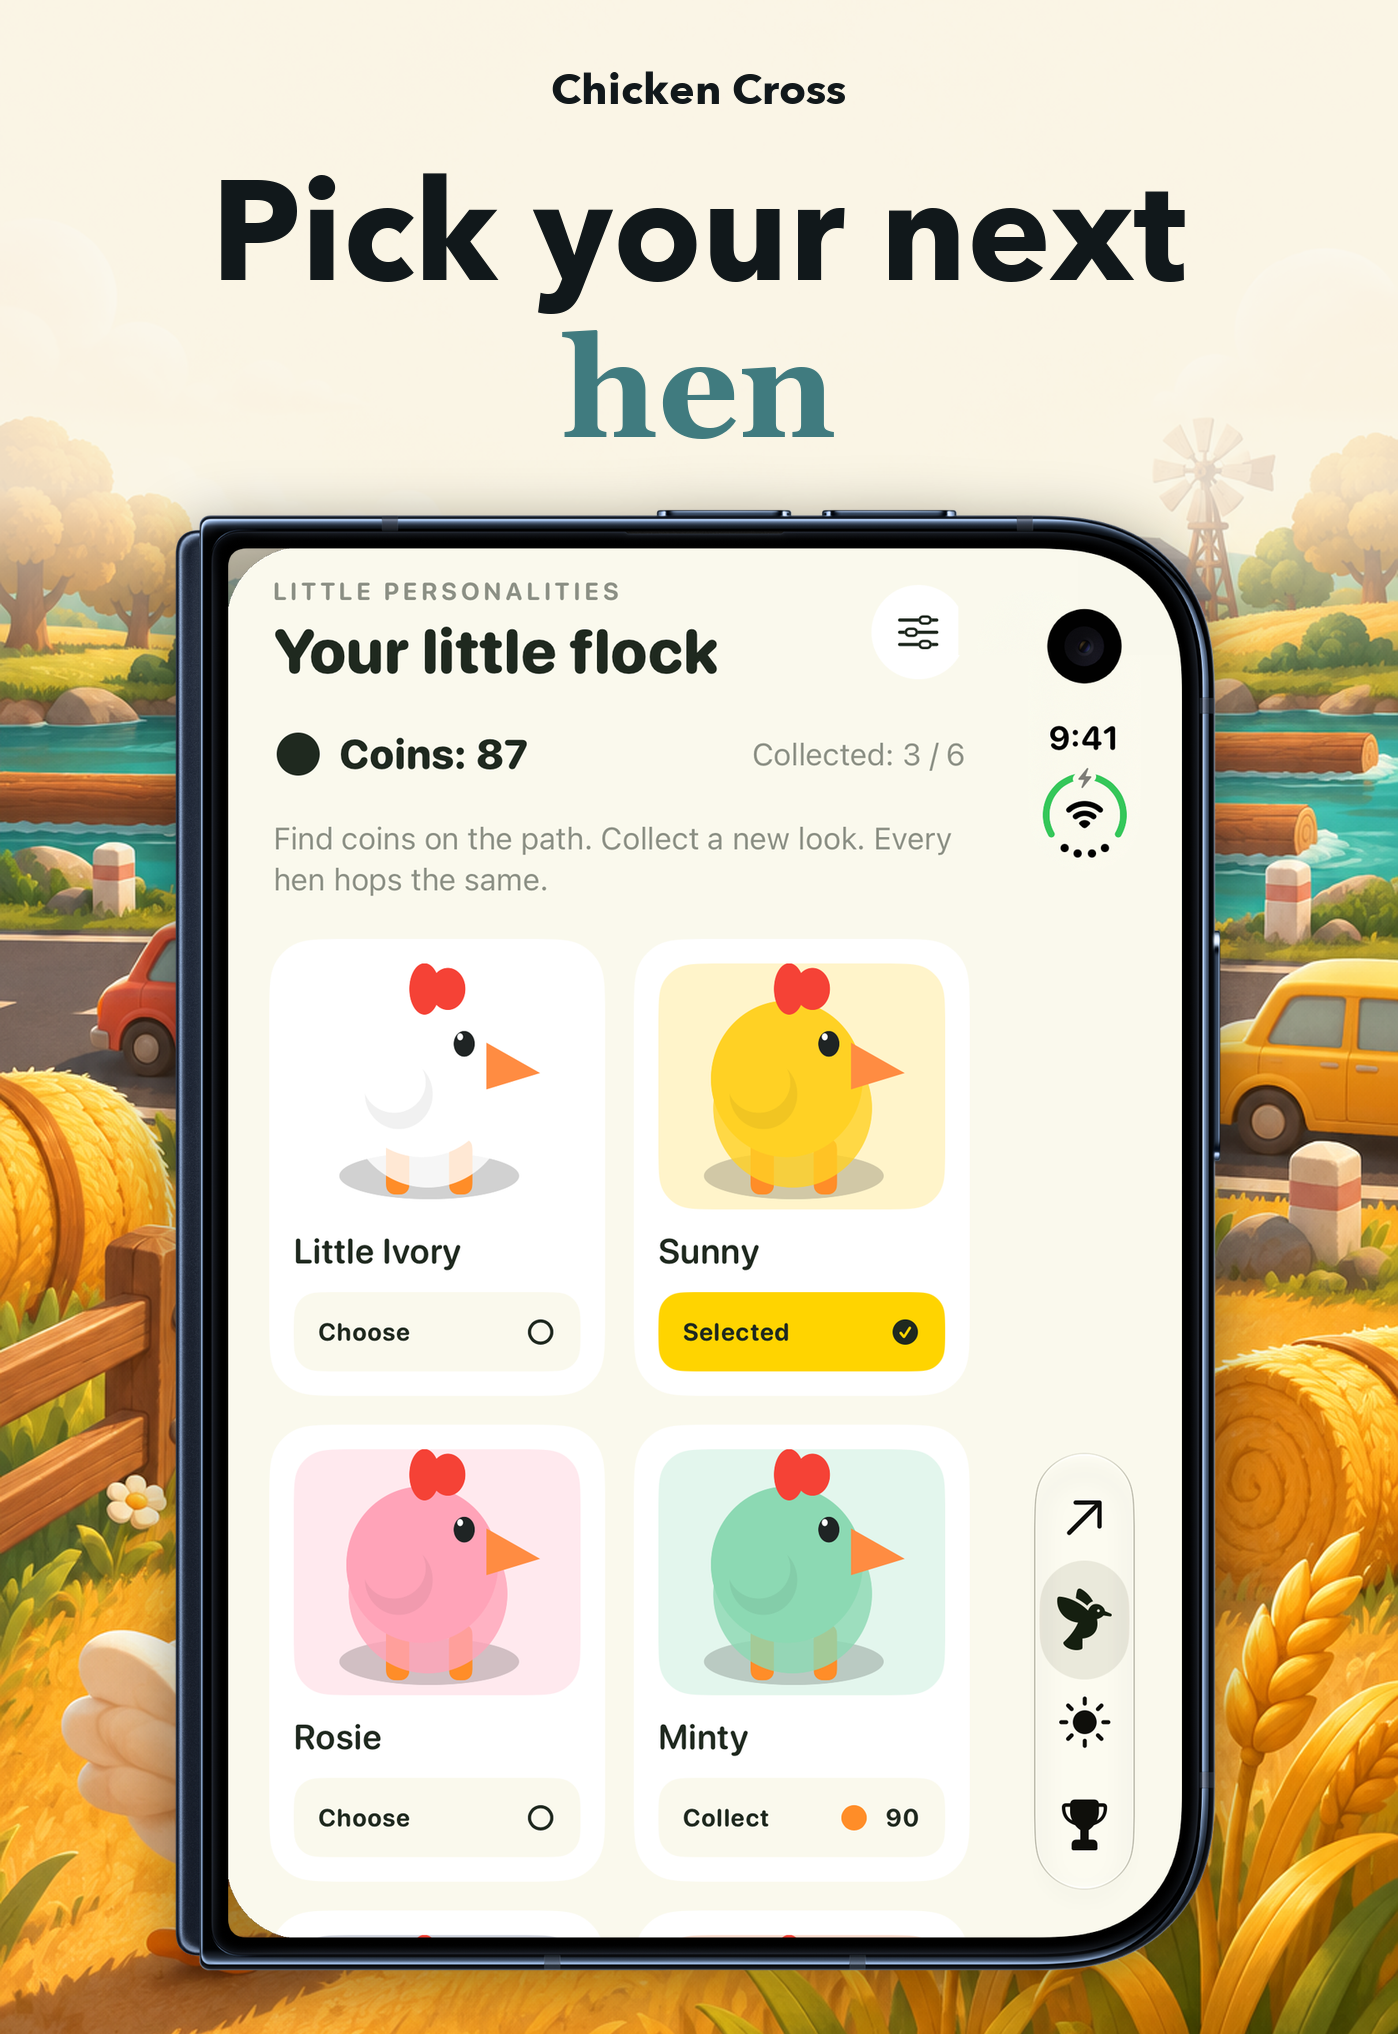 Chicken Cross
Pick your next
hen
LITTLE PERSONALITIES
Your little flock
9:41
Coins: 87
Collected: 3 / 6
Find coins on the path. Collect a new look. Every
hen hops the same.
Little Ivory
Choose
Sunny
Selected
Rosie
Choose
Minty
Collect 90